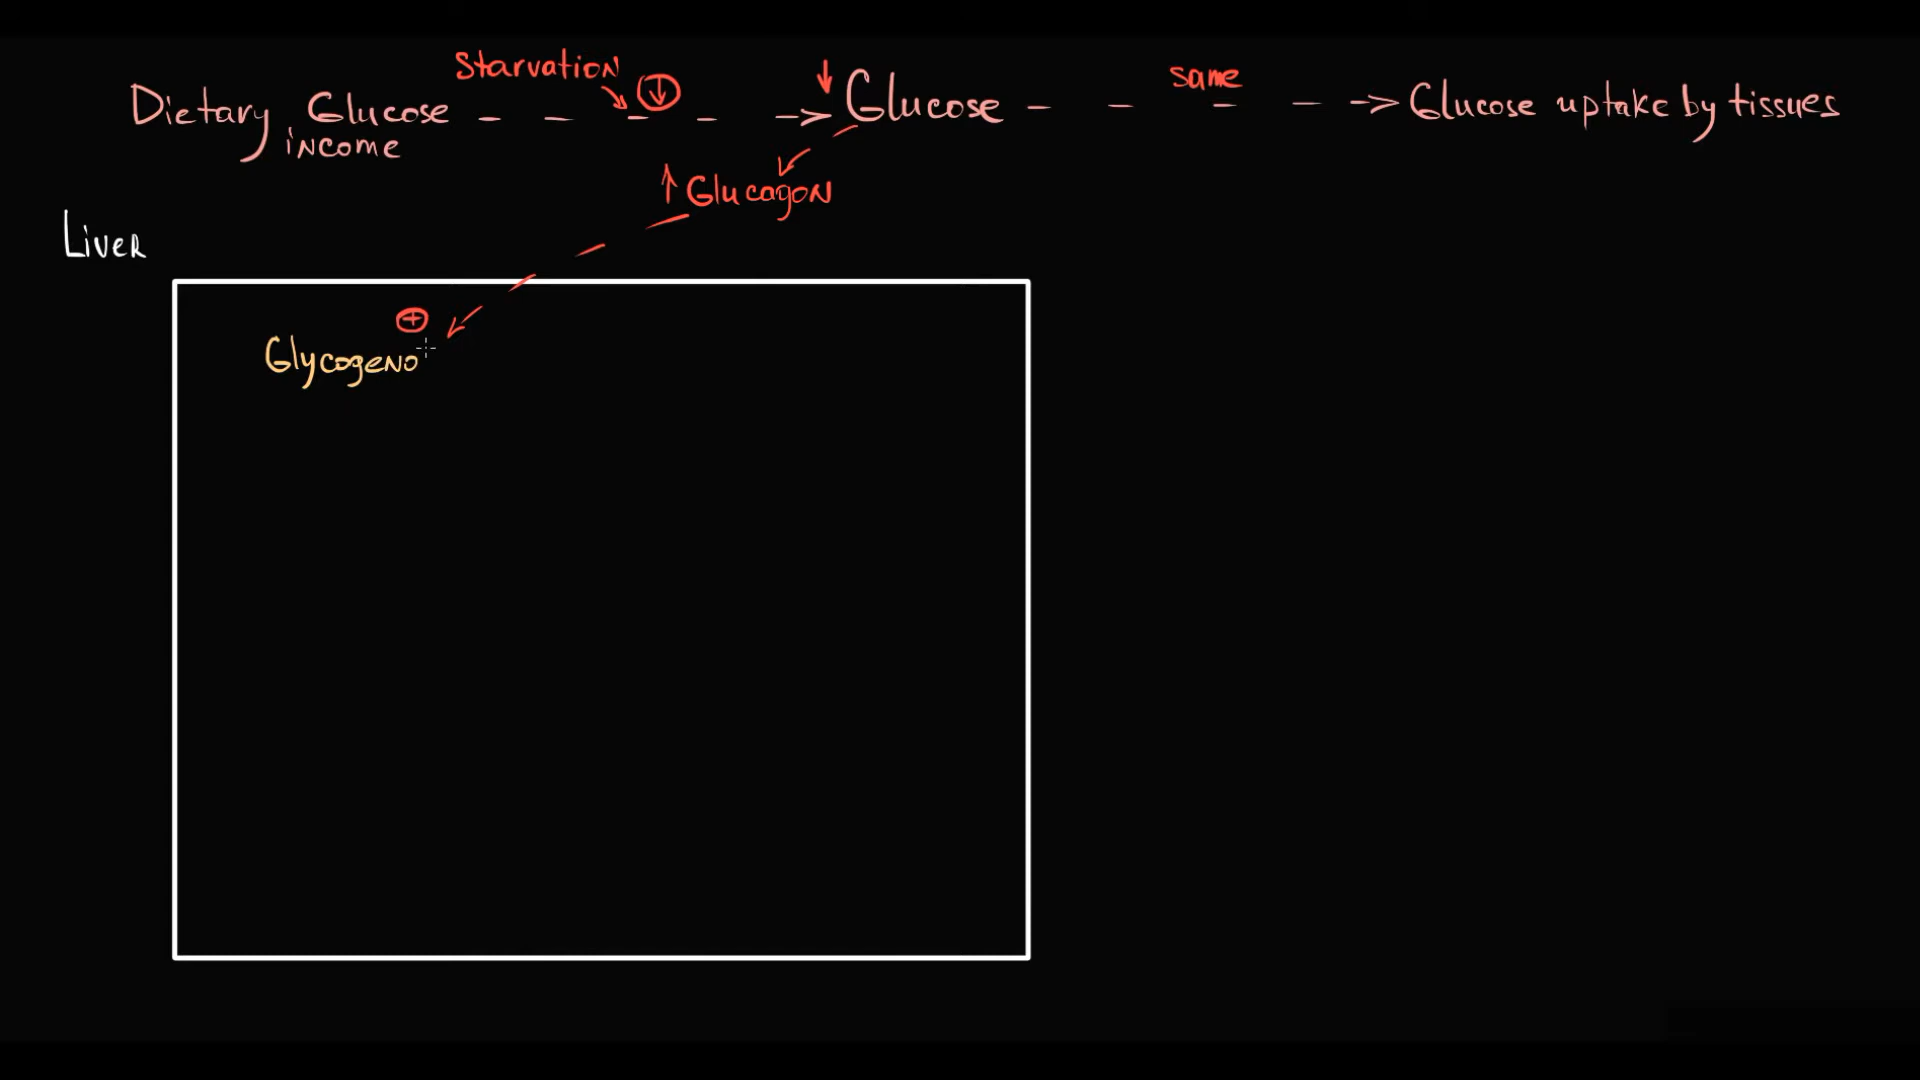 Starvation
same
Dietary Glucose - - - - -> ↓ Glucose - - - - -> Glucose uptake by tissues
income
↑ Glucagon
Liver
+
Glycogeno